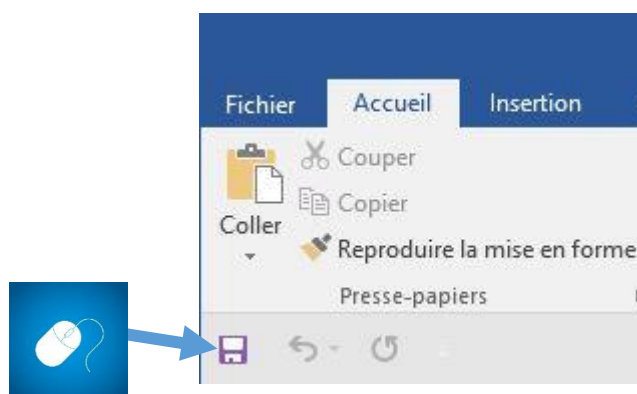 Fichier Accueil Insertion
Couper
Copier
Coller
Reproduire la mise en forme
Presse-papiers